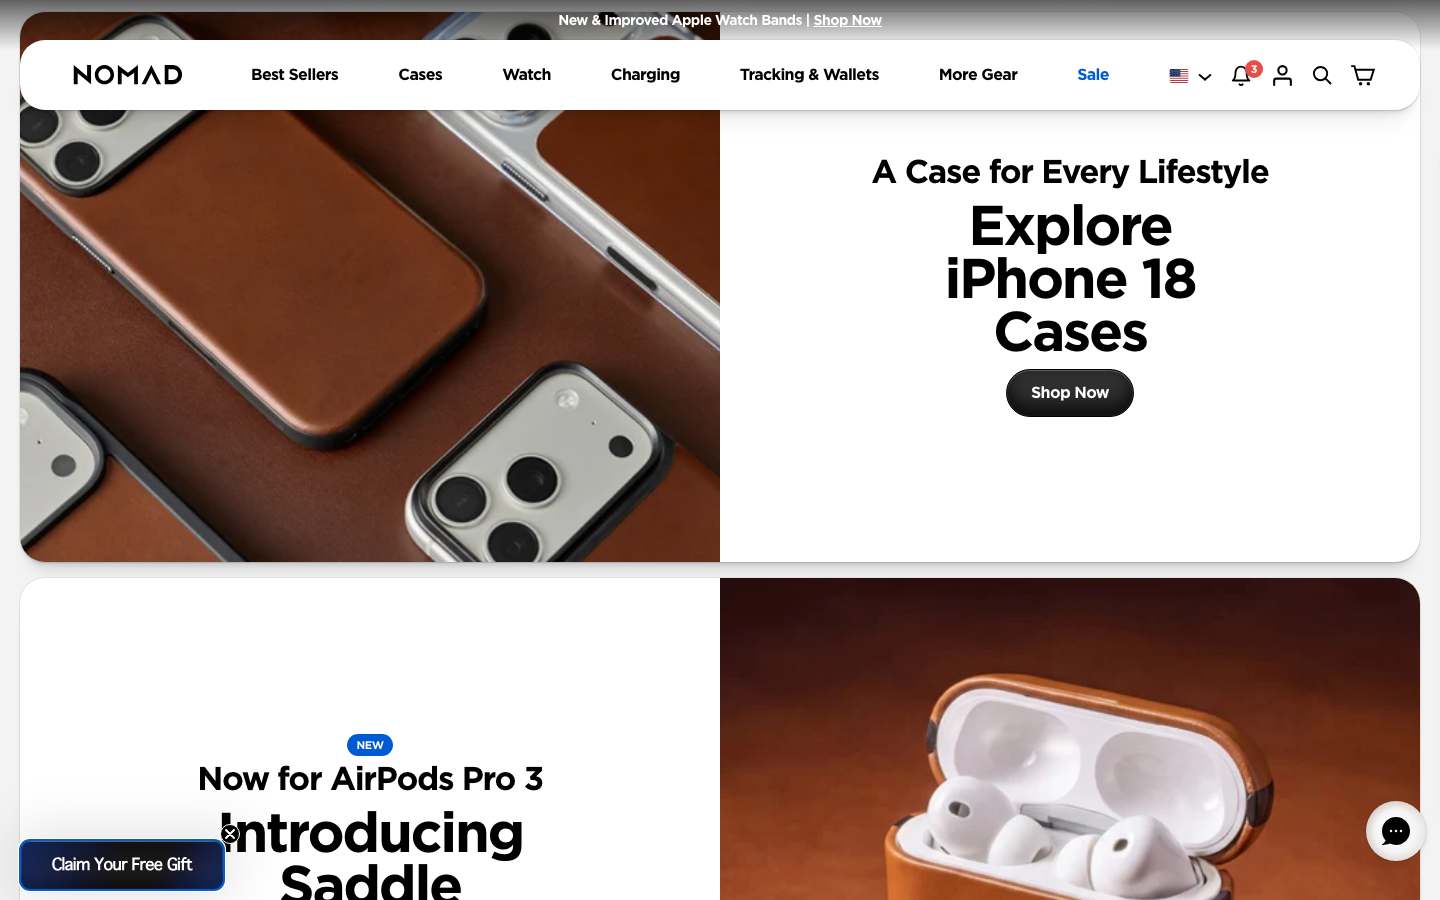 New & Improved Apple Watch Bands | Shop Now
NOMAD Best Sellers Cases Watch Charging Tracking & Wallets More Gear Sale 3
A Case for Every Lifestyle
Explore
iPhone 18
Cases
Shop Now
NEW
Now for AirPods Pro 3
Introducing
Saddle
Claim Your Free Gift